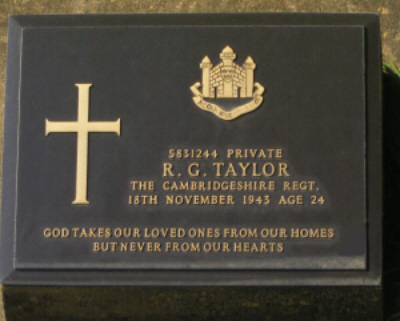 5831244 PRIVATE
R. G. TAYLOR
THE CAMBRIDGESHIRE REGT.
18TH NOVEMBER 1943 AGE 24
GOD TAKES OUR LOVED ONES FROM OUR HOMES
BUT NEVER FROM OUR HEARTS